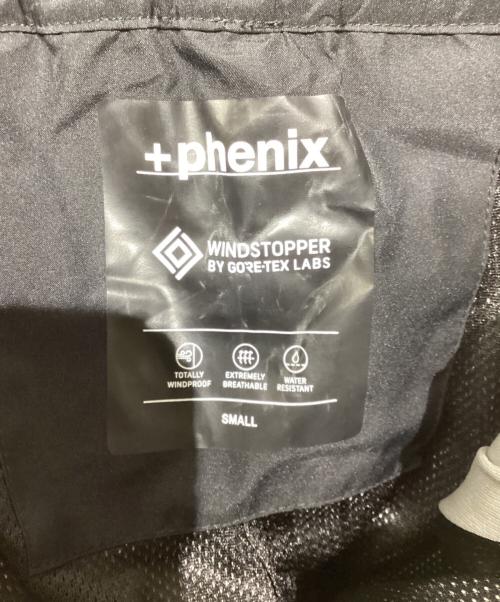 +phenix
WINDSTOPPER
BY GORE-TEX LABS
TOTALLY WINDPROOF
EXTREMELY BREATHABLE
WATER RESISTANT
SMALL